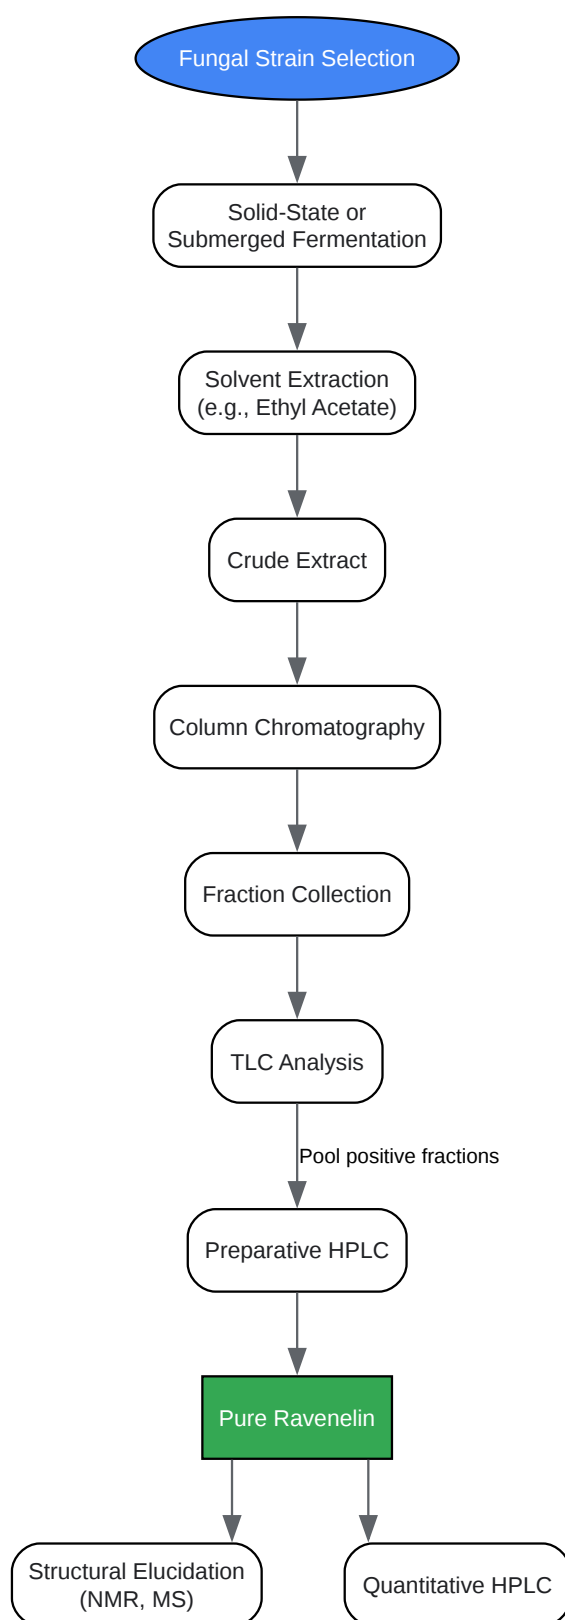 Fungal Strain Selection
Solid-State or
Submerged Fermentation
Solvent Extraction
(e.g., Ethyl Acetate)
Crude Extract
Column Chromatography
Fraction Collection
TLC Analysis
Pool positive fractions
Preparative HPLC
Pure Ravenelin
Structural Elucidation
(NMR, MS)
Quantitative HPLC